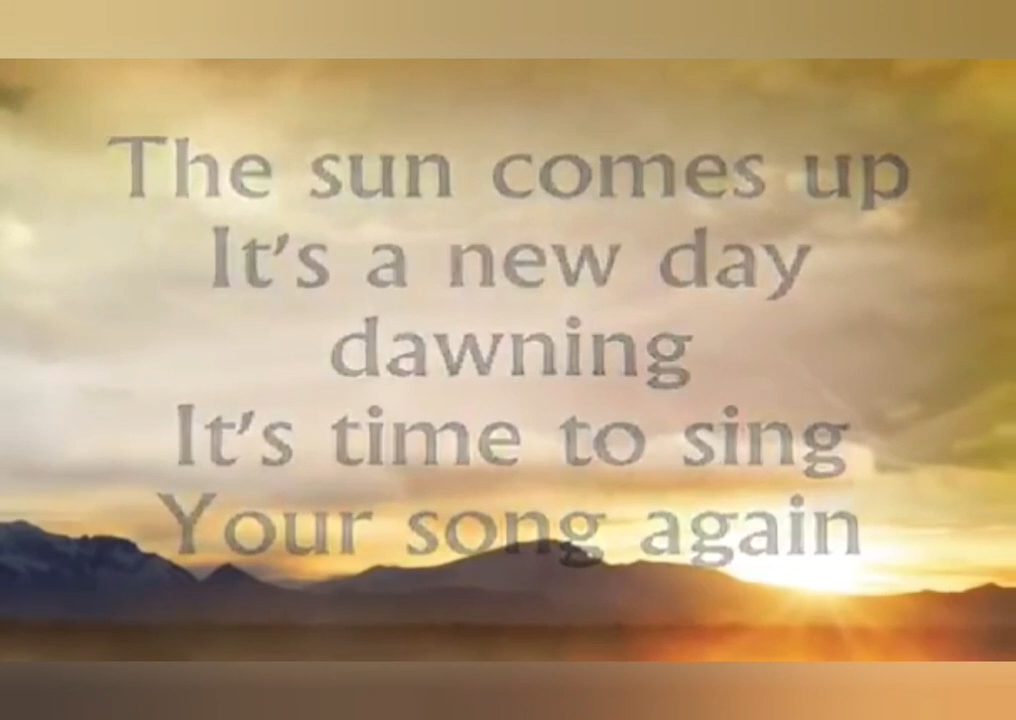 The sun comes up
It's a new day
dawning
It's time to sing
Your song again